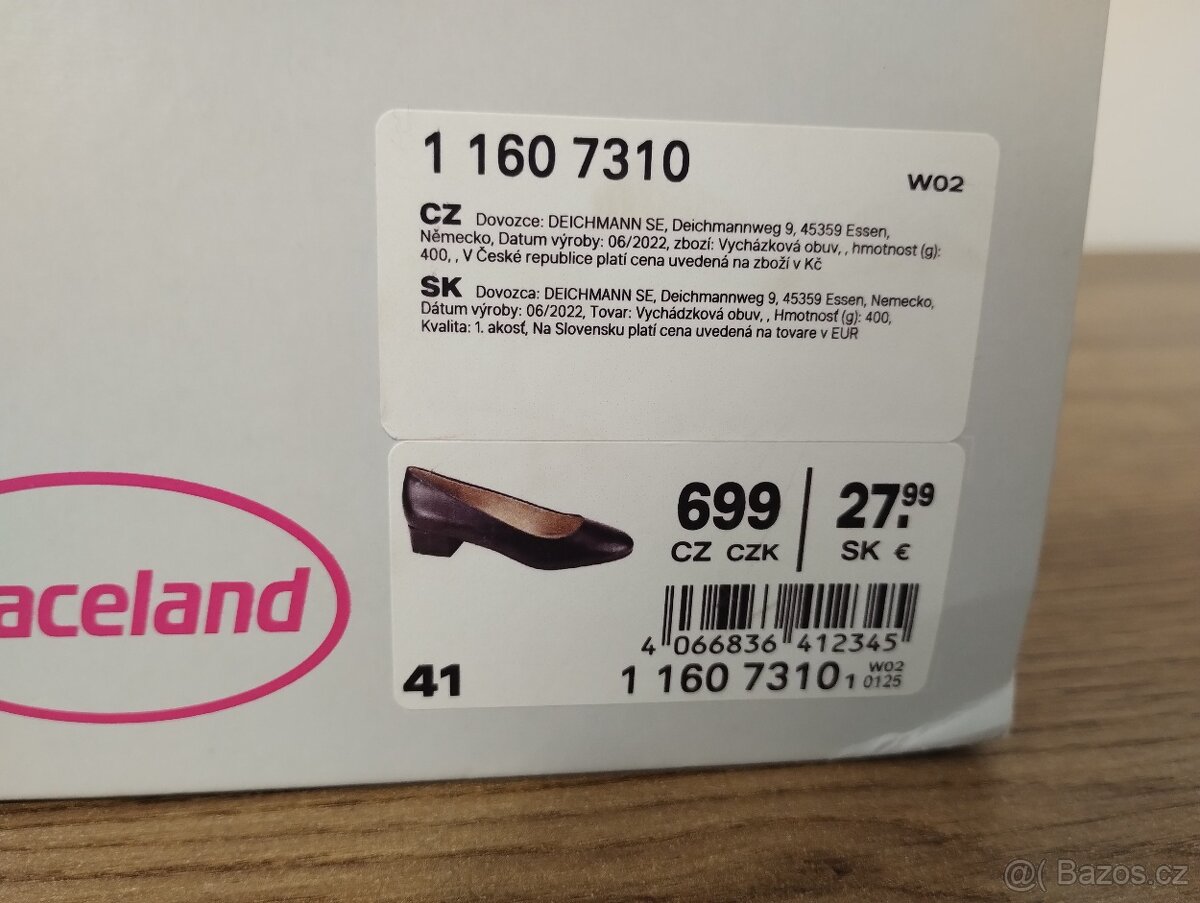 1 160 7310
W02
CZ Dovozce: DEICHMANN SE, Deichmannweg 9, 45359 Essen,
Německo, Datum výroby: 06/2022, zboží: Vycházková obuv, , hmotnost (g):
400, , V České republice platí cena uvedená na zboží v Kč
SK Dovozca: DEICHMANN SE, Deichmannweg 9, 45359 Essen, Nemecko,
Dátum výroby: 06/2022, Tovar: Vychádzková obuv, , Hmotnosť (g): 400,
Kvalita: 1. akosť, Na Slovensku platí cena uvedená na tovare v EUR
699 27.99
CZ CZK SK €
aceland
4 066836 412345
41
1 160 7310 1 W02 0125
@( Bazos.cz